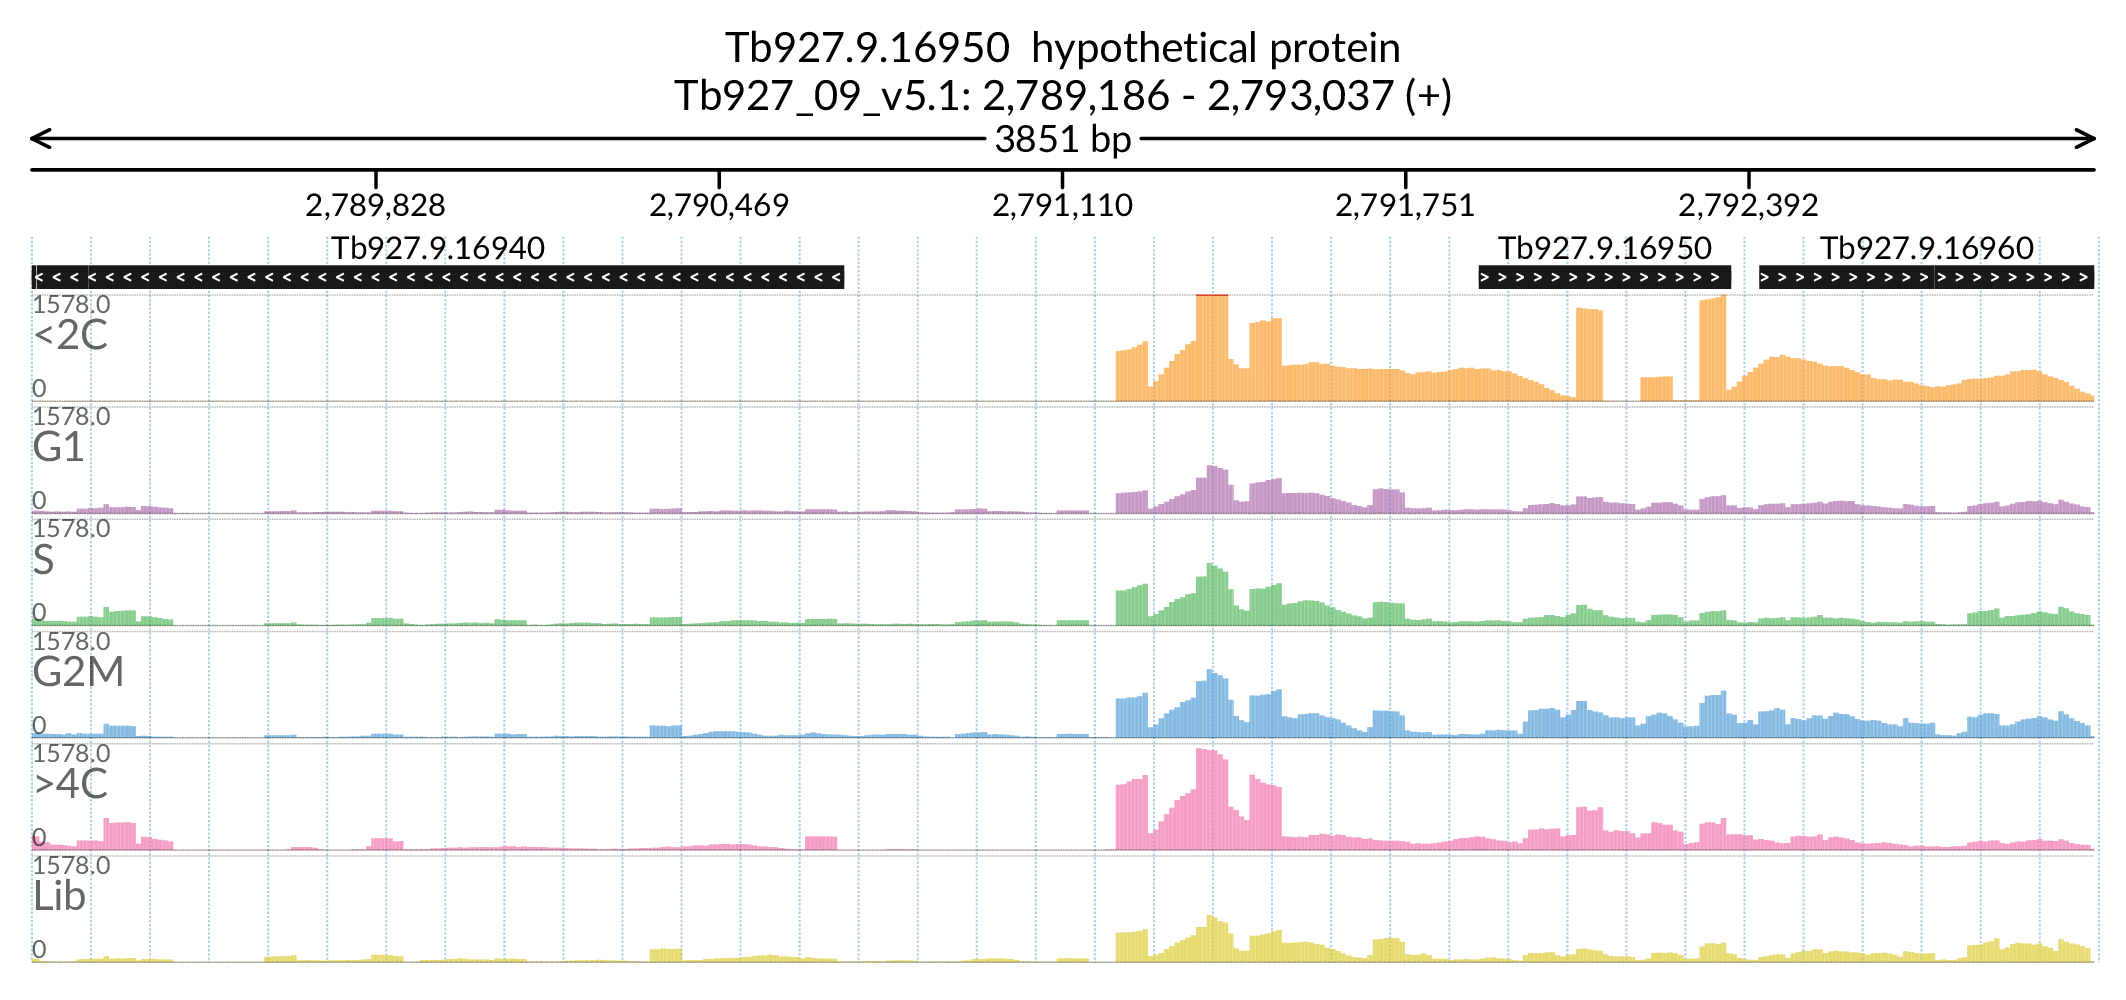 Tb927.9.16950 hypothetical protein
Tb927_09_v5.1: 2,789,186 - 2,793,037 (+)
3851 bp
2,789,828 2,790,469 2,791,110 2,791,751 2,792,392
Tb927.9.16940 Tb927.9.16950 Tb927.9.16960
1578.0
<2C
0
1578.0
G1
0
1578.0
S
0
1578.0
G2M
0
1578.0
>4C
0
1578.0
Lib
0